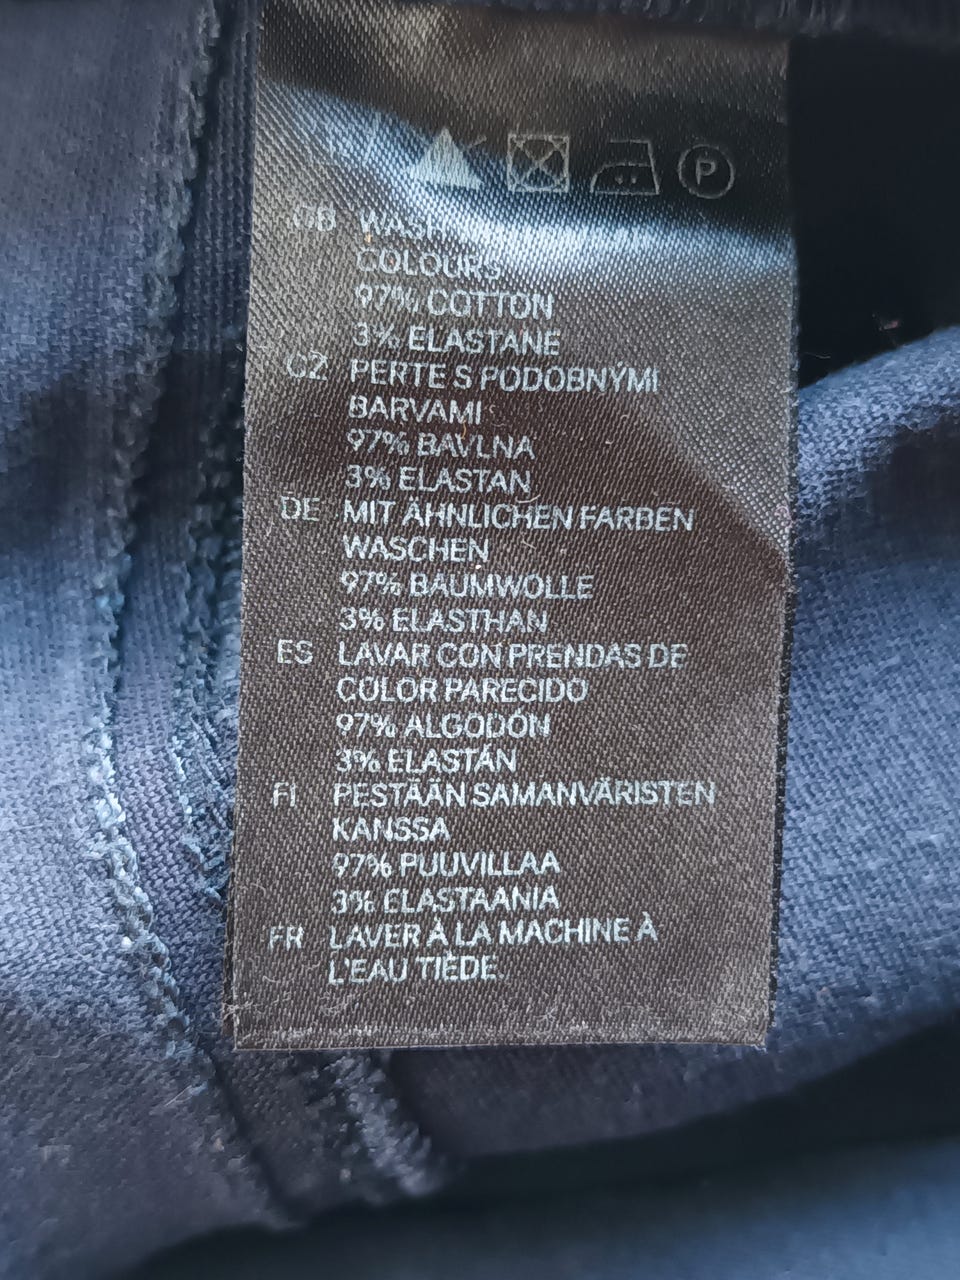 P
GB WASH
COLOURS
97% COTTON
3% ELASTANE
CZ PERTE S PODOBNÝMI
BARVAMI
97% BAVLNA
3% ELASTAN
DE MIT ÄHNLICHEN FARBEN
WASCHEN
97% BAUMWOLLE
3% ELASTHAN
ES LAVAR CON PRENDAS DE
COLOR PARECIDO
97% ALGODÓN
3% ELASTÁN
FI PESTÄÄN SAMANVÄRISTEN
KANSSA
97% PUUVILLAA
3% ELASTAANIA
FR LAVER À LA MACHINE À
L'EAU TIÈDE